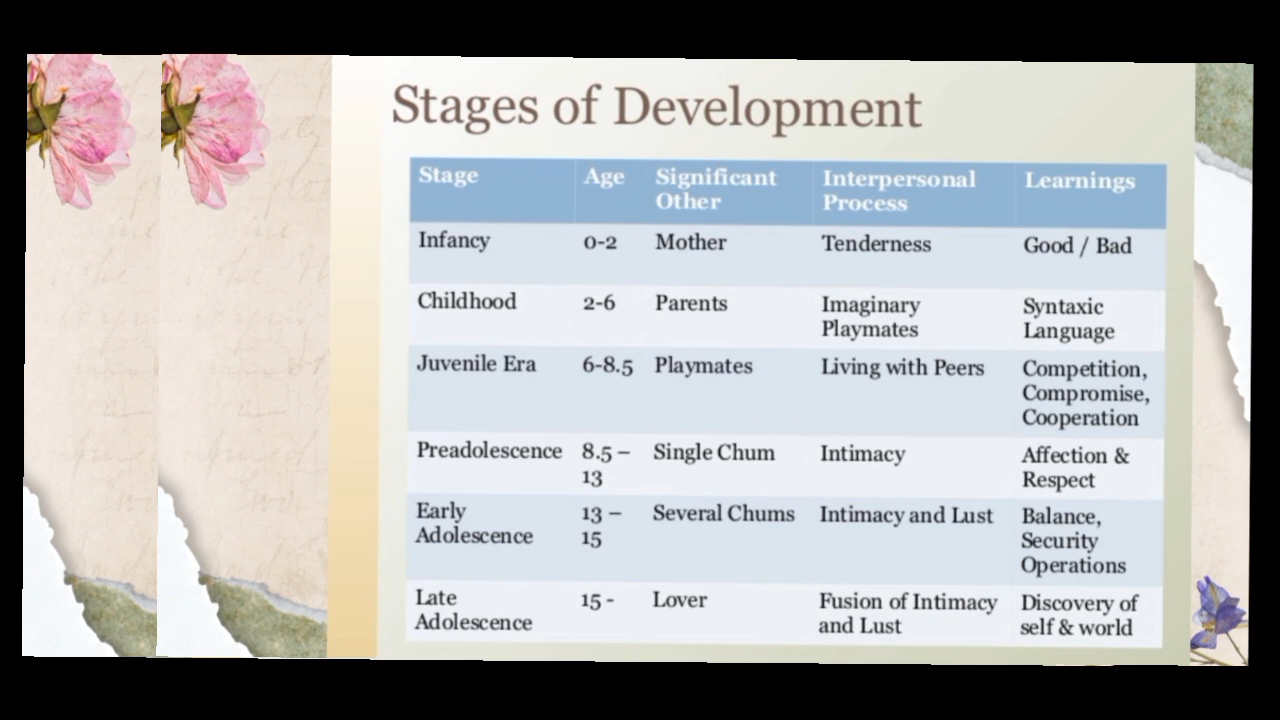 Stages of Development
Stage Age Significant Other Interpersonal Process Learnings
Infancy 0-2 Mother Tenderness Good / Bad
Childhood 2-6 Parents Imaginary Playmates Syntaxic Language
Juvenile Era 6-8.5 Playmates Living with Peers Competition, Compromise, Cooperation
Preadolescence 8.5 – 13 Single Chum Intimacy Affection & Respect
Early Adolescence 13 – 15 Several Chums Intimacy and Lust Balance, Security Operations
Late Adolescence 15 - Lover Fusion of Intimacy and Lust Discovery of self & world